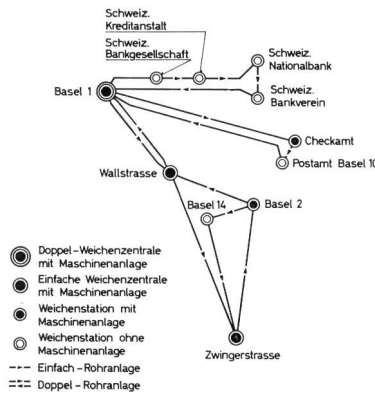 Schweiz.
Kreditanstalt
Schweiz.
Bankgesellschaft
Schweiz.
Nationalbank
Basel 1
Schweiz.
Bankverein
Checkamt
Postamt Basel 10
Wallstrasse
Basel 14
Basel 2
Doppel-Weichenzentrale
mit Maschinenanlage
Einfache Weichenzentrale
mit Maschinenanlage
Weichenstation mit
Maschinenanlage
Weichenstation ohne
Maschinenanlage
Zwingerstrasse
Einfach-Rohranlage
Doppel-Rohranlage